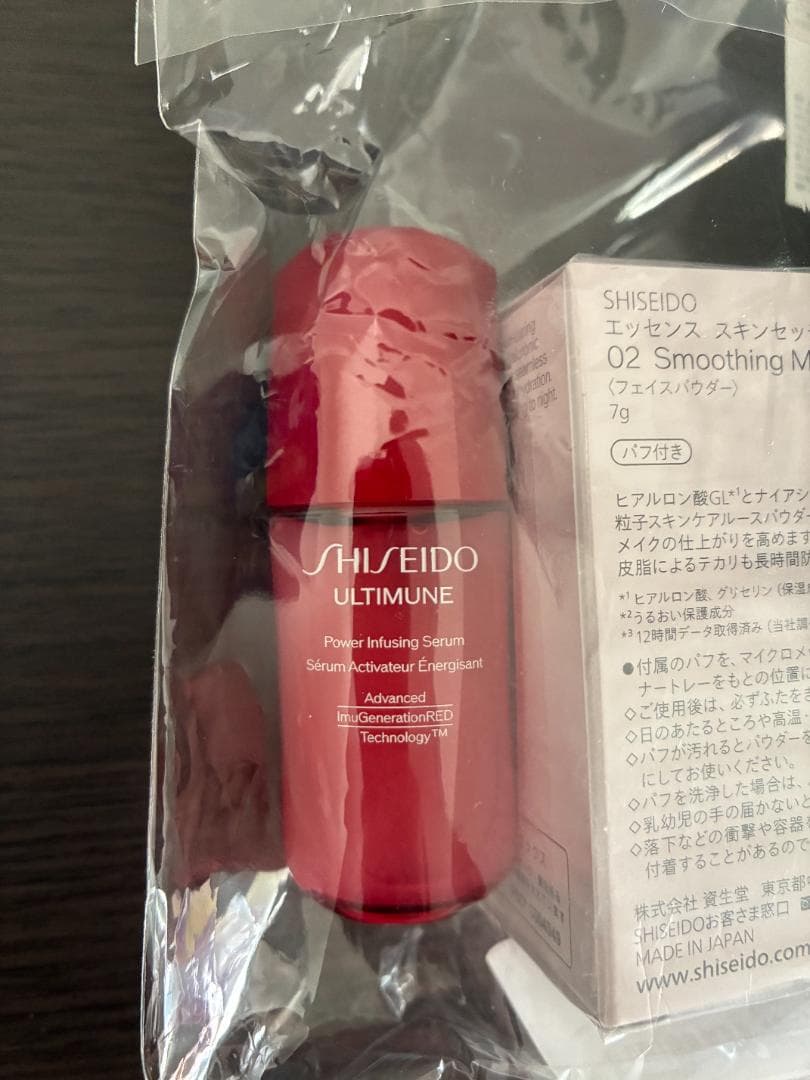 SHISEIDO
ULTIMUNE
Power Infusing Serum
Sérum Activateur Énergisant
Advanced
ImuGenerationRED
Technology™
SHISEIDO
エッセンス スキンセッ
02 Smoothing M
〈フェイスパウダー〉
7g
パフ付き
ヒアルロン酸GL*¹とナイアシ
粒子スキンケアルースパウダー
メイクの仕上がりを高めます
皮脂によるテカリも長時間防
*¹ ヒアルロン酸、グリセリン（保湿
*²うるおい保護成分
*³ 12時間データ取得済み（当社調
●付属のパフを、マイクロメ
ナートレーをもとの位置に
◇ご使用後は、必ずふたをき
◇日のあたるところや高温・
◇パフが汚れるとパウダーを
にしてお使いください。
◇パフを洗浄した場合は、
◇乳幼児の手の届かないと
◇落下などの衝撃や容器
付着することがあるので
株式会社 資生堂 東京都
SHISEIDOお客さま窓口
MADE IN JAPAN
www.shiseido.com